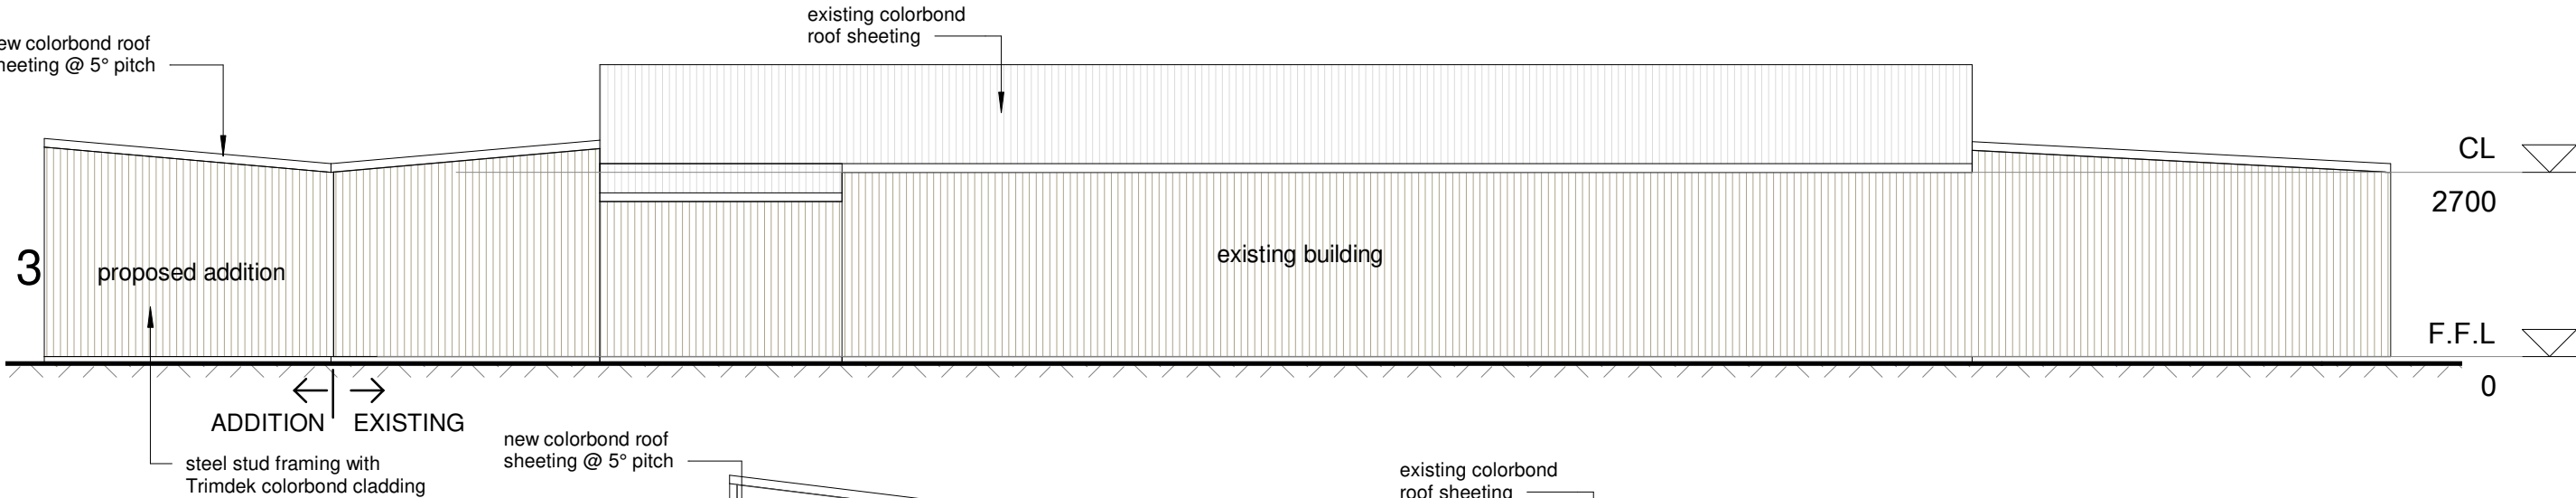 existing colorbond
roof sheeting
ew colorbond roof
heeting @ 5° pitch
CL
2700
existing building
3
proposed addition
F.F.L
0
ADDITION
EXISTING
new colorbond roof
sheeting @ 5° pitch
steel stud framing with
Trimdek colorbond cladding
existing colorbond
roof sheeting